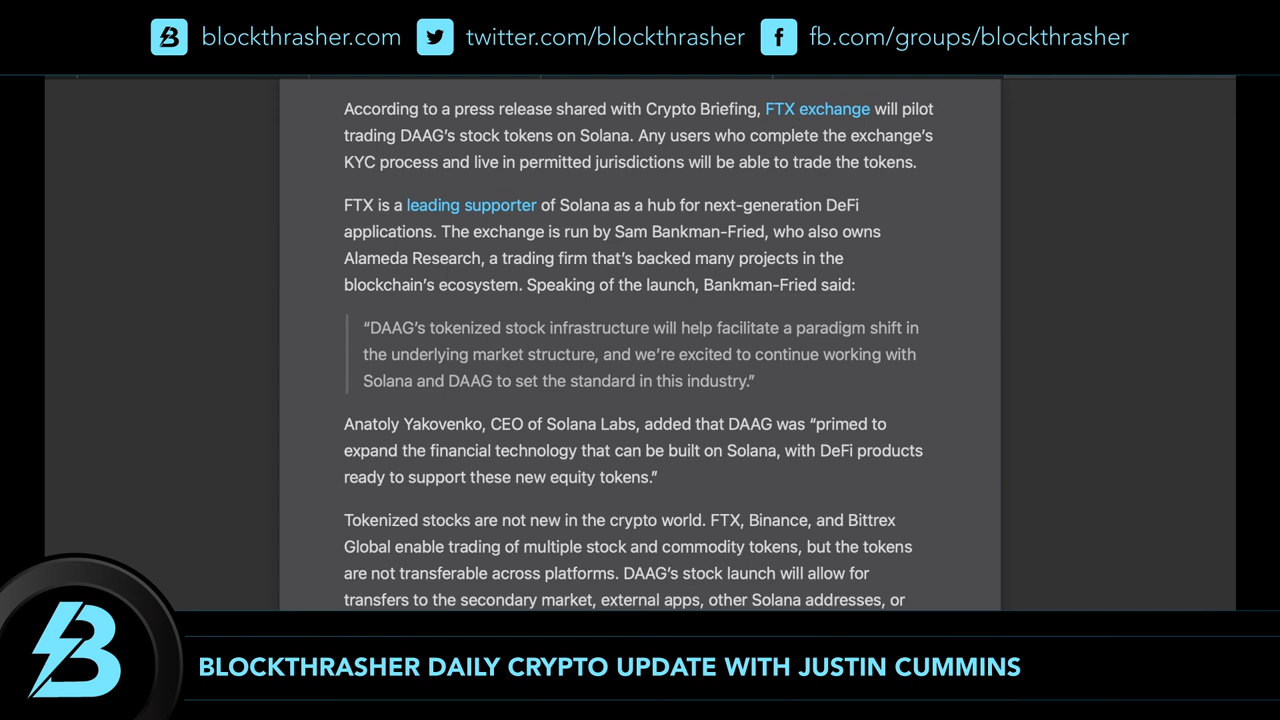 blockthrasher.com twitter.com/blockthrasher fb.com/groups/blockthrasher
According to a press release shared with Crypto Briefing, FTX exchange will pilot
trading DAAG’s stock tokens on Solana. Any users who complete the exchange’s
KYC process and live in permitted jurisdictions will be able to trade the tokens.
FTX is a leading supporter of Solana as a hub for next-generation DeFi
applications. The exchange is run by Sam Bankman-Fried, who also owns
Alameda Research, a trading firm that’s backed many projects in the
blockchain’s ecosystem. Speaking of the launch, Bankman-Fried said:
“DAAG’s tokenized stock infrastructure will help facilitate a paradigm shift in
the underlying market structure, and we’re excited to continue working with
Solana and DAAG to set the standard in this industry.”
Anatoly Yakovenko, CEO of Solana Labs, added that DAAG was “primed to
expand the financial technology that can be built on Solana, with DeFi products
ready to support these new equity tokens.”
Tokenized stocks are not new in the crypto world. FTX, Binance, and Bittrex
Global enable trading of multiple stock and commodity tokens, but the tokens
are not transferable across platforms. DAAG’s stock launch will allow for
transfers to the secondary market, external apps, other Solana addresses, or
B
BLOCKTHRASHER DAILY CRYPTO UPDATE WITH JUSTIN CUMMINS